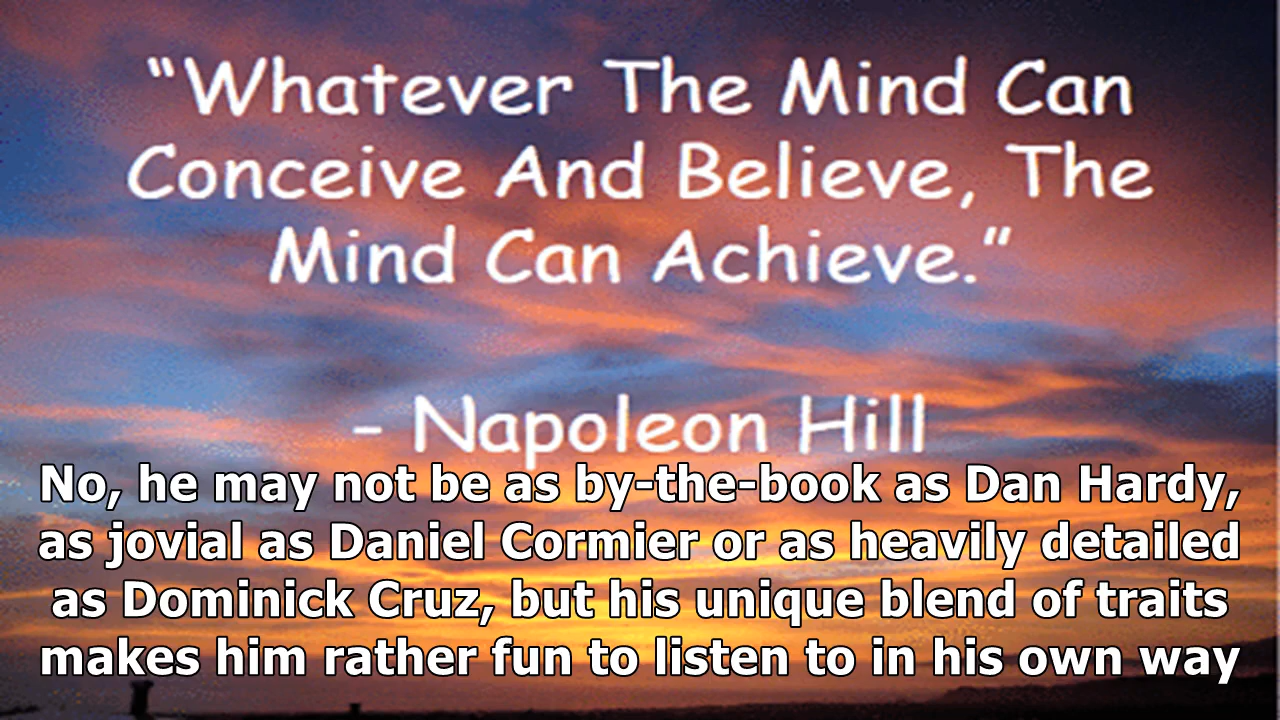 “Whatever The Mind Can
Conceive And Believe, The
Mind Can Achieve.”
- Napoleon Hill
No, he may not be as by-the-book as Dan Hardy,
as jovial as Daniel Cormier or as heavily detailed
as Dominick Cruz, but his unique blend of traits
makes him rather fun to listen to in his own way